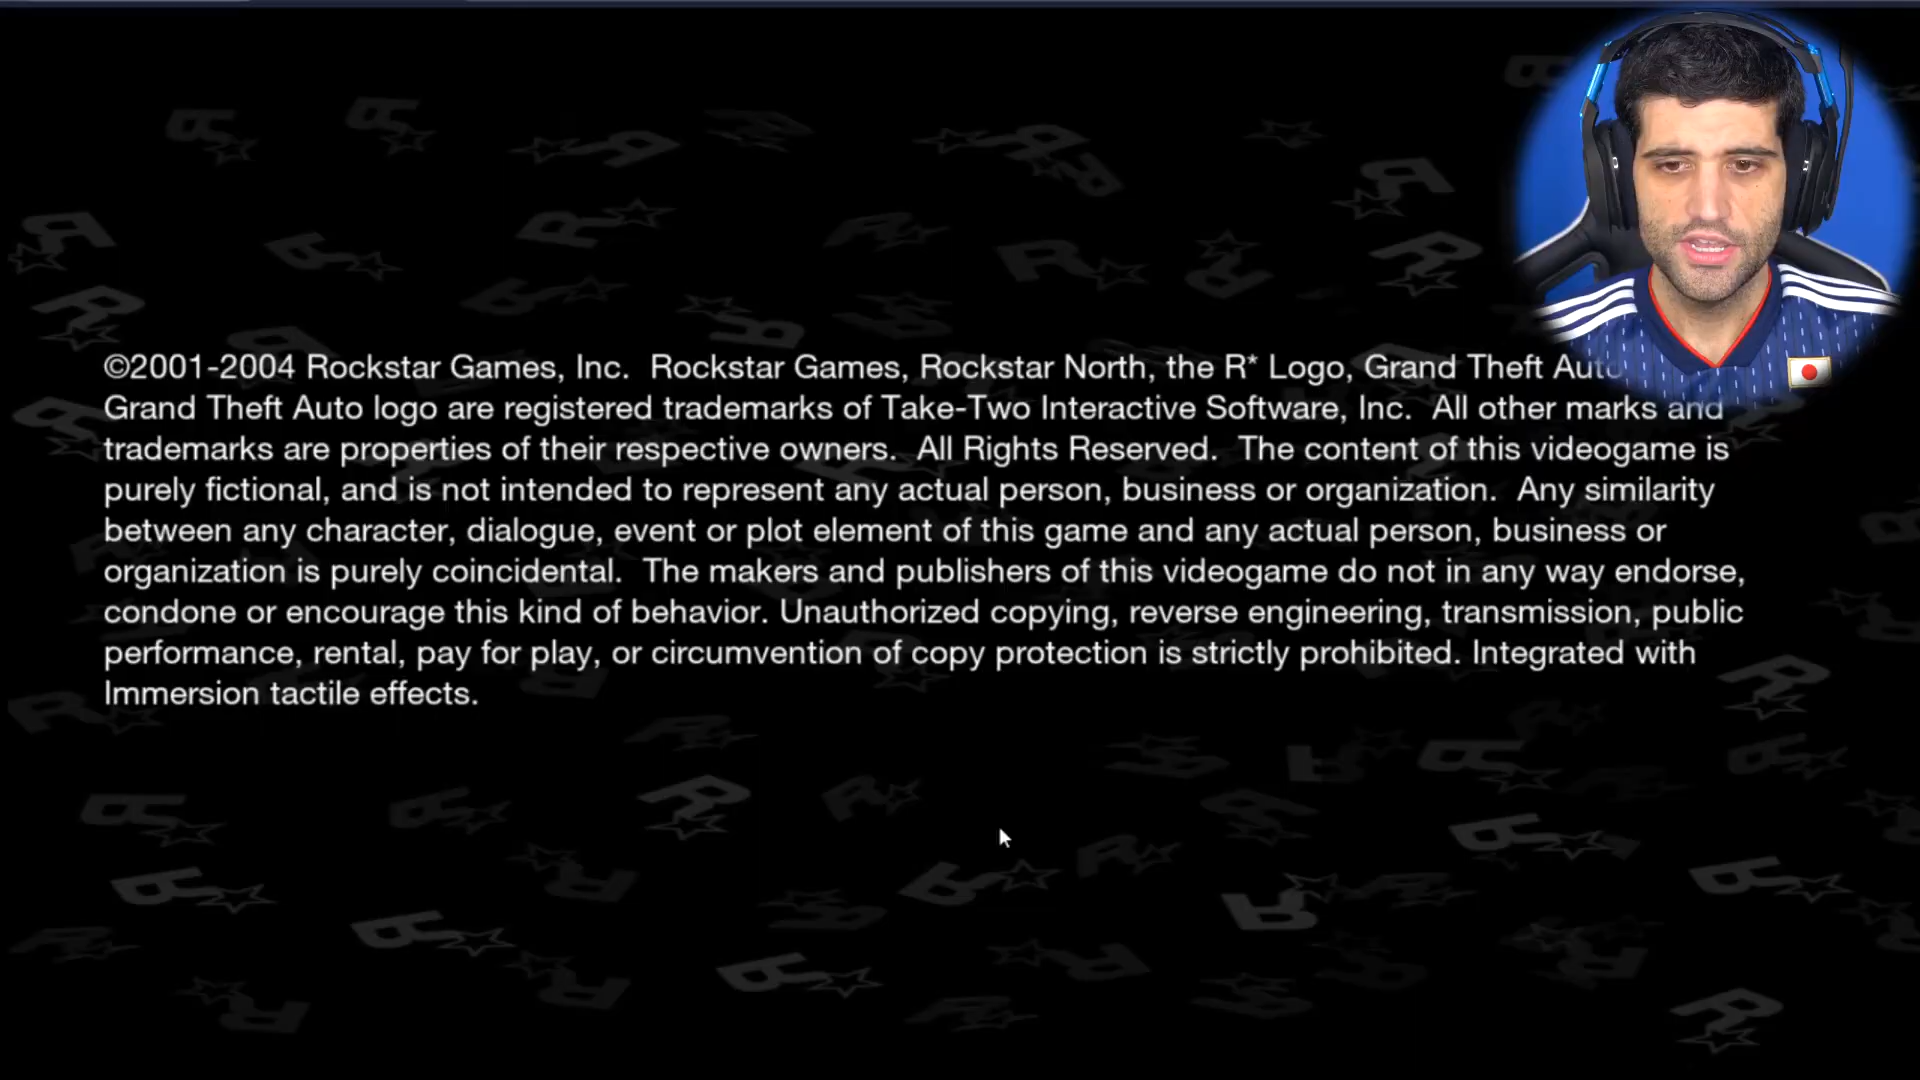 ©2001-2004 Rockstar Games, Inc.  Rockstar Games, Rockstar North, the R* Logo, Grand Theft Auto
Grand Theft Auto logo are registered trademarks of Take-Two Interactive Software, Inc.  All other marks and
trademarks are properties of their respective owners.  All Rights Reserved.  The content of this videogame is
purely fictional, and is not intended to represent any actual person, business or organization.  Any similarity
between any character, dialogue, event or plot element of this game and any actual person, business or
organization is purely coincidental.  The makers and publishers of this videogame do not in any way endorse,
condone or encourage this kind of behavior. Unauthorized copying, reverse engineering, transmission, public
performance, rental, pay for play, or circumvention of copy protection is strictly prohibited. Integrated with
Immersion tactile effects.